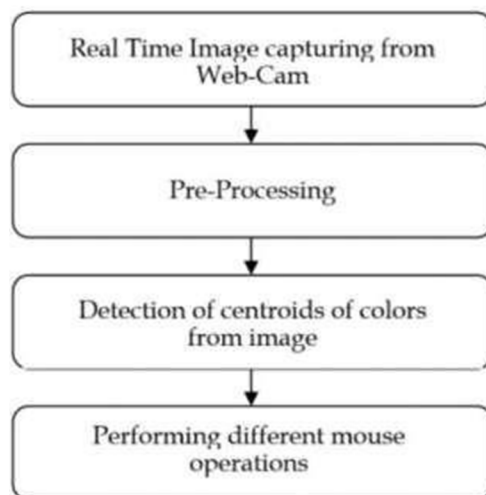 Real Time Image capturing from
Web-Cam
Pre-Processing
Detection of centroids of colors
from image
Performing different mouse
operations